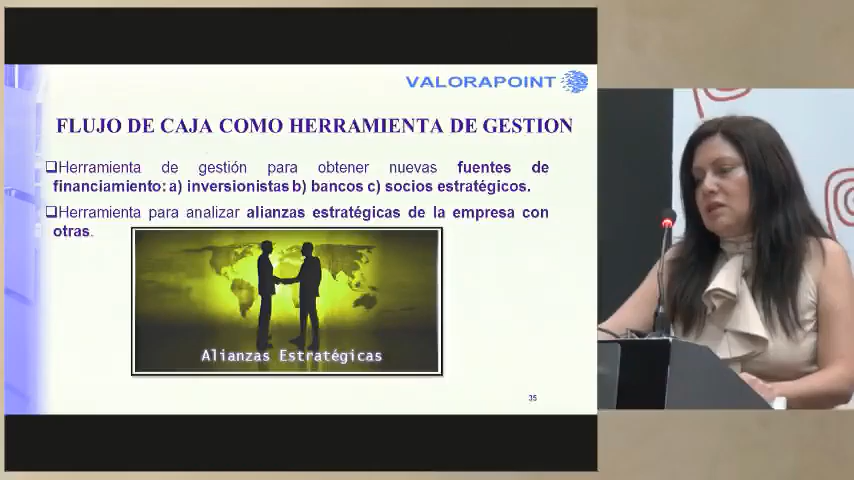 VALORAPOINT
FLUJO DE CAJA COMO HERRAMIENTA DE GESTION
Herramienta de gestión para obtener nuevas fuentes de
financiamiento: a) inversionistas b) bancos c) socios estratégicos.
Herramienta para analizar alianzas estratégicas de la empresa con
otras.
Alianzas Estratégicas
35